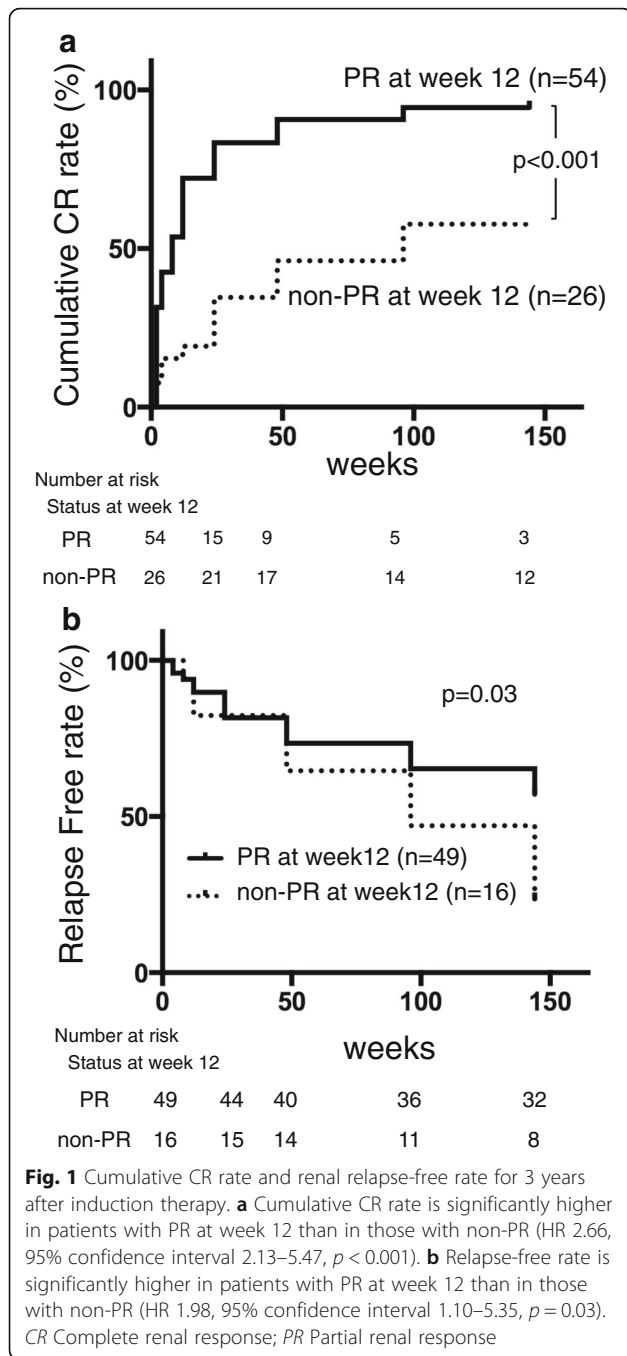 a
Cumulative CR rate (%)
100
50
0
PR at week 12 (n=54)
p<0.001
non-PR at week 12 (n=26)
0 50 100 150
weeks
Number at risk
Status at week 12
PR 54 15 9 5 3
non-PR 26 21 17 14 12
b
Relapse Free rate (%)
100
50
0
p=0.03
PR at week12 (n=49)
non-PR at week12 (n=16)
0 50 100 150
weeks
Number at risk
Status at week 12
PR 49 44 40 36 32
non-PR 16 15 14 11 8
Fig. 1 Cumulative CR rate and renal relapse-free rate for 3 years
after induction therapy. a Cumulative CR rate is significantly higher
in patients with PR at week 12 than in those with non-PR (HR 2.66,
95% confidence interval 2.13–5.47, p < 0.001). b Relapse-free rate is
significantly higher in patients with PR at week 12 than in those
with non-PR (HR 1.98, 95% confidence interval 1.10–5.35, p = 0.03).
CR Complete renal response; PR Partial renal response